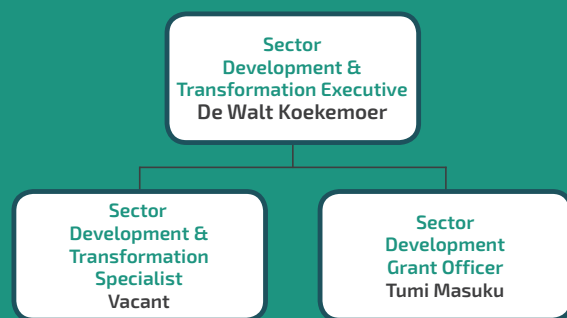 Sector
Development &
Transformation Executive
De Walt Koekemoer
Sector
Development &
Transformation
Specialist
Vacant
Sector
Development
Grant Officer
Tumi Masuku